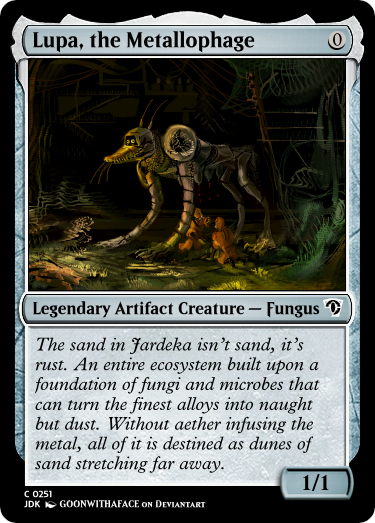 Lupa, the Metallophage 0
Legendary Artifact Creature — Fungus
The sand in Jardeka isn't sand, it's
rust. An entire ecosystem built upon a
foundation of fungi and microbes that
can turn the finest alloys into naught
but dust. Without aether infusing the
metal, all of it is destined as dunes of
sand stretching far away.
1/1
C 0251
JDK GOONWITHAFACE on Deviantart